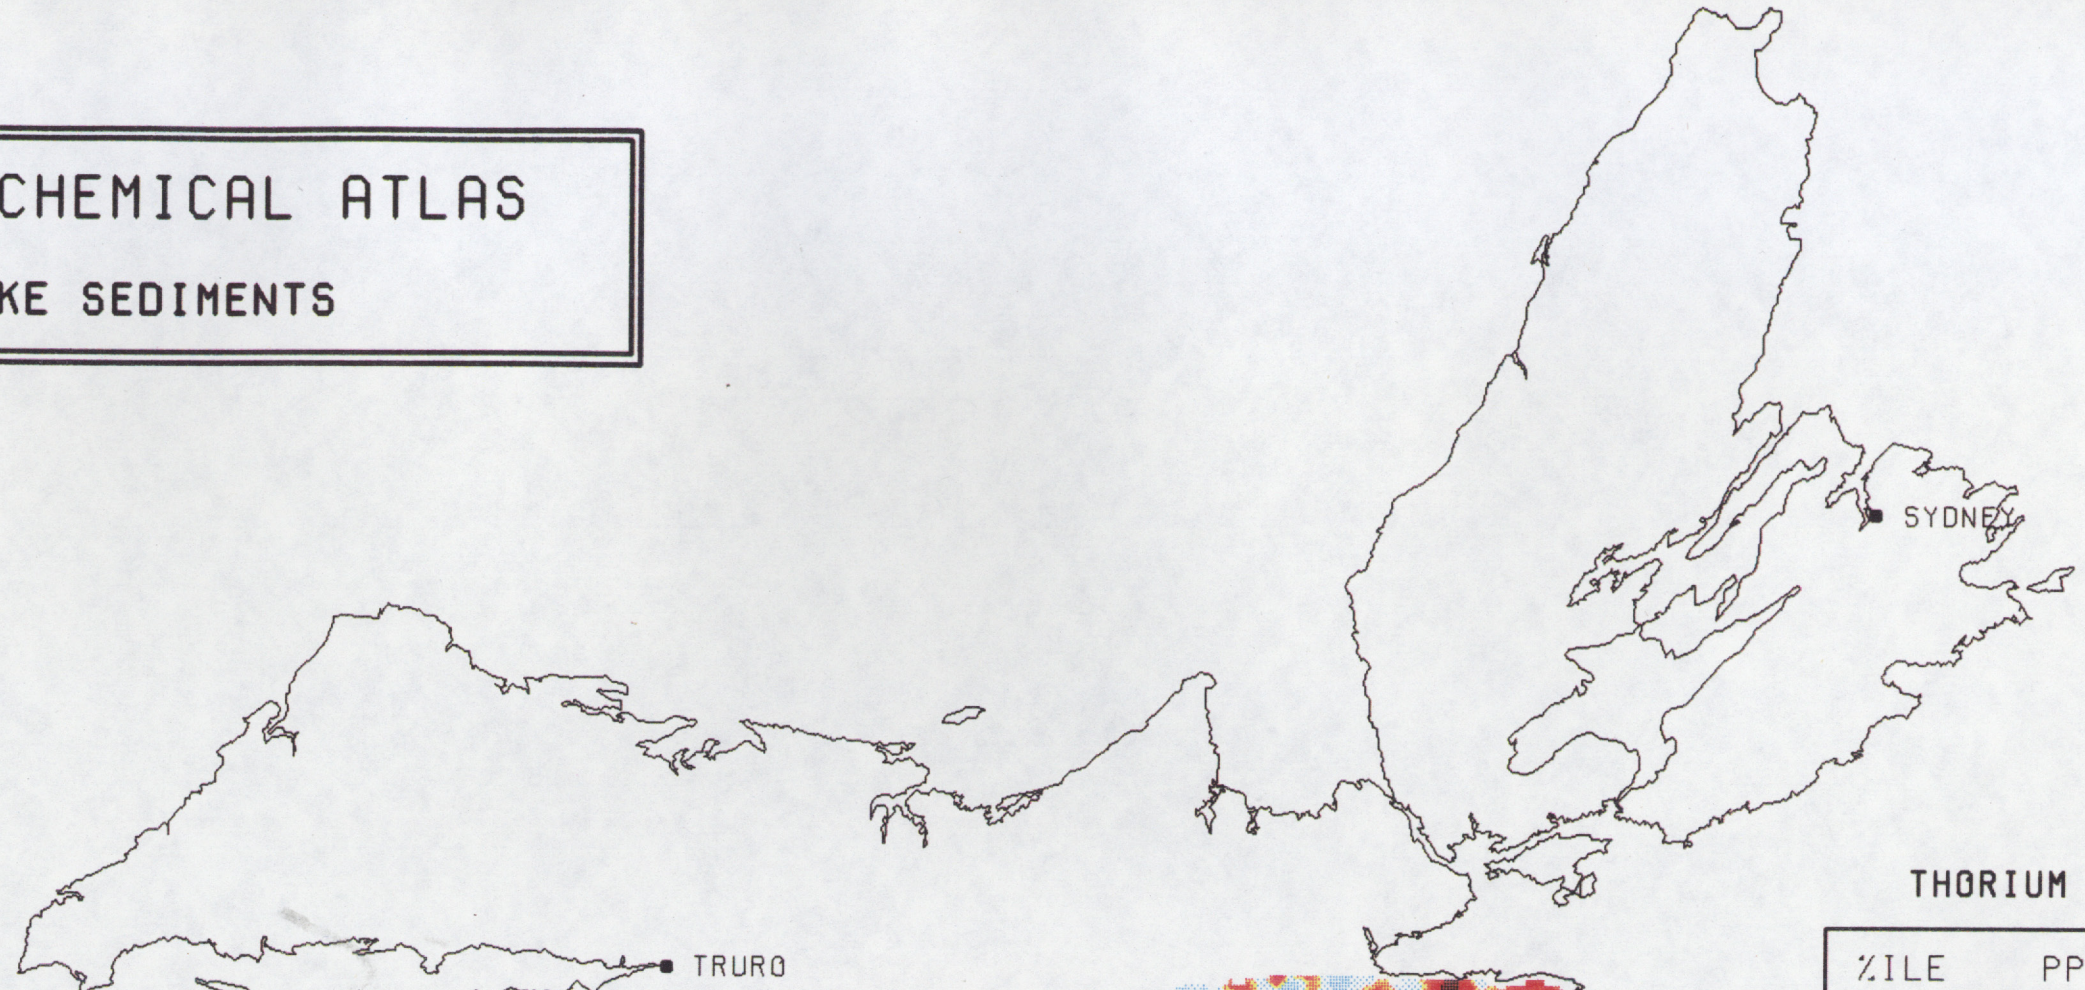 CHEMICAL ATLAS
KE SEDIMENTS
SYDNEY
THORIUM
TRURO
%ILE PP